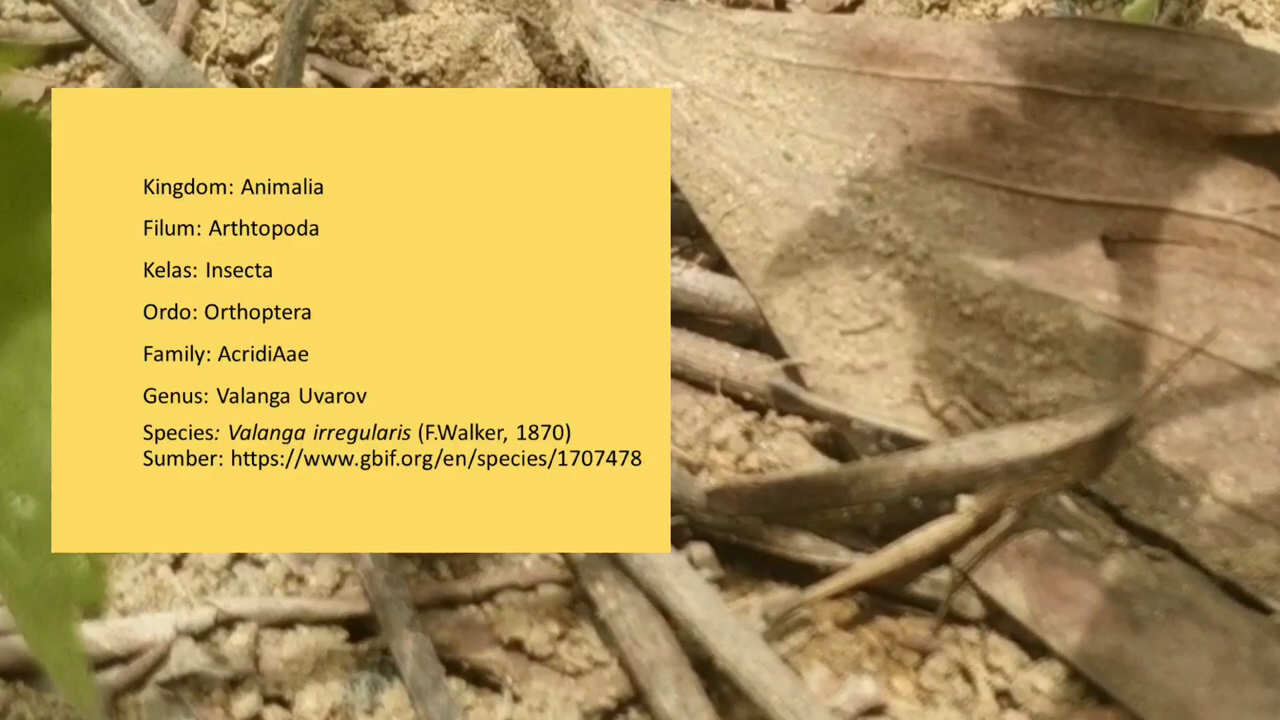 Kingdom: Animalia
Filum: Arthtopoda
Kelas: Insecta
Ordo: Orthoptera
Family: AcridiAae
Genus: Valanga Uvarov
Species: Valanga irregularis (F.Walker, 1870)
Sumber: https://www.gbif.org/en/species/1707478